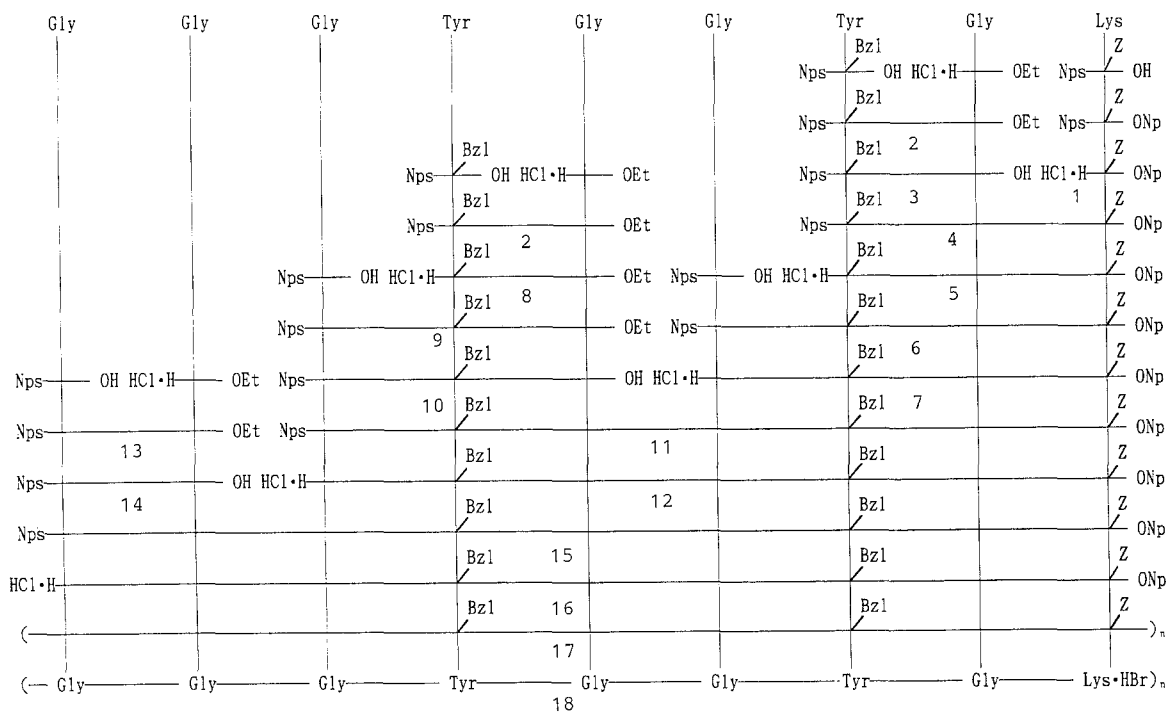 Gly Gly Gly Tyr Gly Gly Tyr Gly Lys
Bzl Z
Nps OH HCl•H OEt Nps OH
Bzl Z
Nps OEt Nps ONp
2
Bzl Bzl Z
Nps OH HCl•H OEt Nps OH HCl•H ONp
3 1
Bzl Bzl Z
Nps OEt Nps ONp
2 4
Bzl Bzl Z
Nps OH HCl•H OEt Nps OH HCl•H ONp
8 5
Bzl Bzl Z
Nps OEt Nps ONp
9 6
Bzl Bzl Z
Nps OH HCl•H OEt Nps OH HCl•H ONp
10 7
Bzl Bzl Z
Nps OEt Nps ONp
13 11
Bzl Bzl Z
Nps OH HCl•H ONp
14 12
Bzl Bzl Z
Nps ONp
15
Bzl Bzl Z
HCl•H ONp
16
Bzl Bzl Z
( )n
17
( Gly Gly Gly Tyr Gly Gly Tyr Gly Lys•HBr)n
18